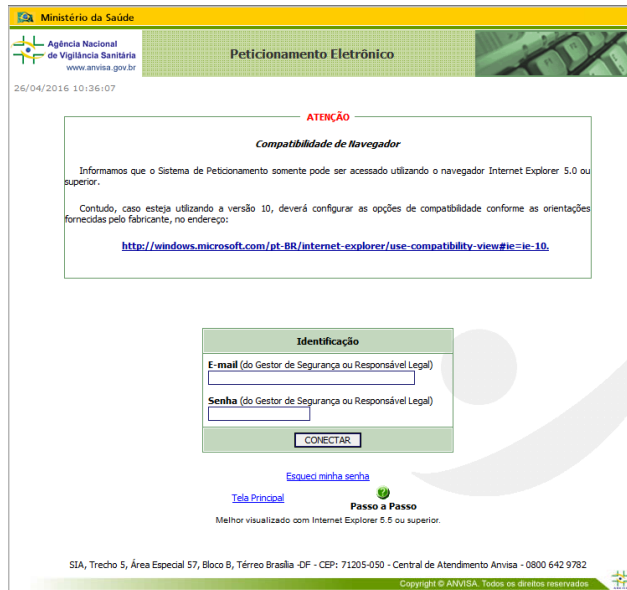 Ministério da Saúde
Agência Nacional
de Vigilância Sanitária
www.anvisa.gov.br
Peticionamento Eletrônico
26/04/2016 10:36:07
ATENÇÃO
Compatibilidade de Navegador
Informamos que o Sistema de Peticionamento somente pode ser acessado utilizando o navegador Internet Explorer 5.0 ou
superior.
Contudo, caso esteja utilizando a versão 10, deverá configurar as opções de compatibilidade conforme as orientações
fornecidas pelo fabricante, no endereço:
http://windows.microsoft.com/pt-BR/internet-explorer/use-compatibility-view#ie=ie-10.
Identificação
E-mail (do Gestor de Segurança ou Responsável Legal)
Senha (do Gestor de Segurança ou Responsável Legal)
CONECTAR
Esqueci minha senha
Tela Principal
Passo a Passo
Melhor visualizado com Internet Explorer 5.5 ou superior.
SIA, Trecho 5, Área Especial 57, Bloco B, Térreo Brasília -DF - CEP: 71205-050 - Central de Atendimento Anvisa - 0800 642 9782
Copyright © ANVISA. Todos os direitos reservados